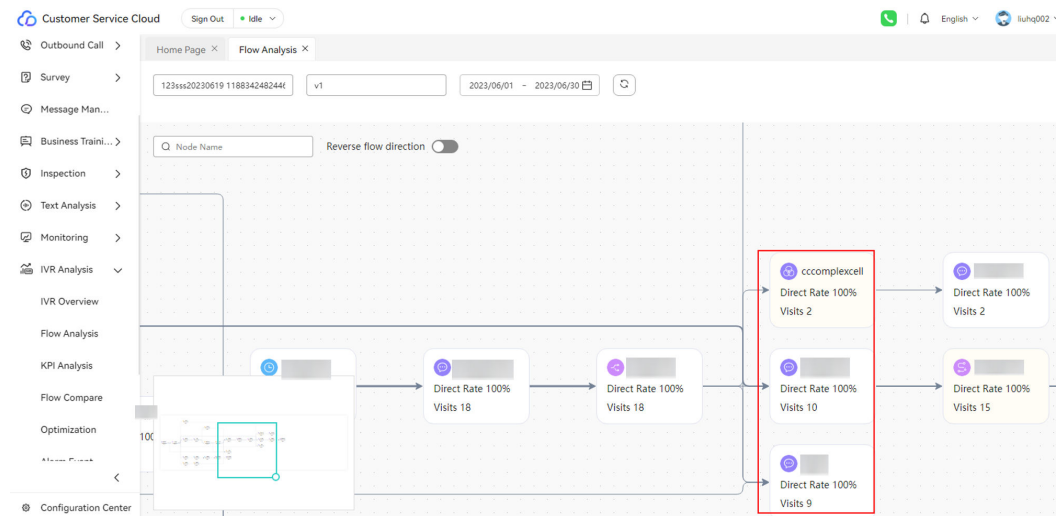 Customer Service Cloud
Sign Out
Idle
English
liuhq002
Outbound Call
Survey
Message Man...
Business Traini...
Inspection
Text Analysis
Monitoring
IVR Analysis
IVR Overview
Flow Analysis
KPI Analysis
Flow Compare
Optimization
Configuration Center
Home Page
Flow Analysis
123sss20230619 118834248244
v1
2023/06/01 - 2023/06/30
Node Name
Reverse flow direction
100
Direct Rate 100%
Visits 18
Direct Rate 100%
Visits 18
cccomplexcell
Direct Rate 100%
Visits 2
Direct Rate 100%
Visits 10
Direct Rate 100%
Visits 9
Direct Rate 100%
Visits 2
Direct Rate 100%
Visits 15